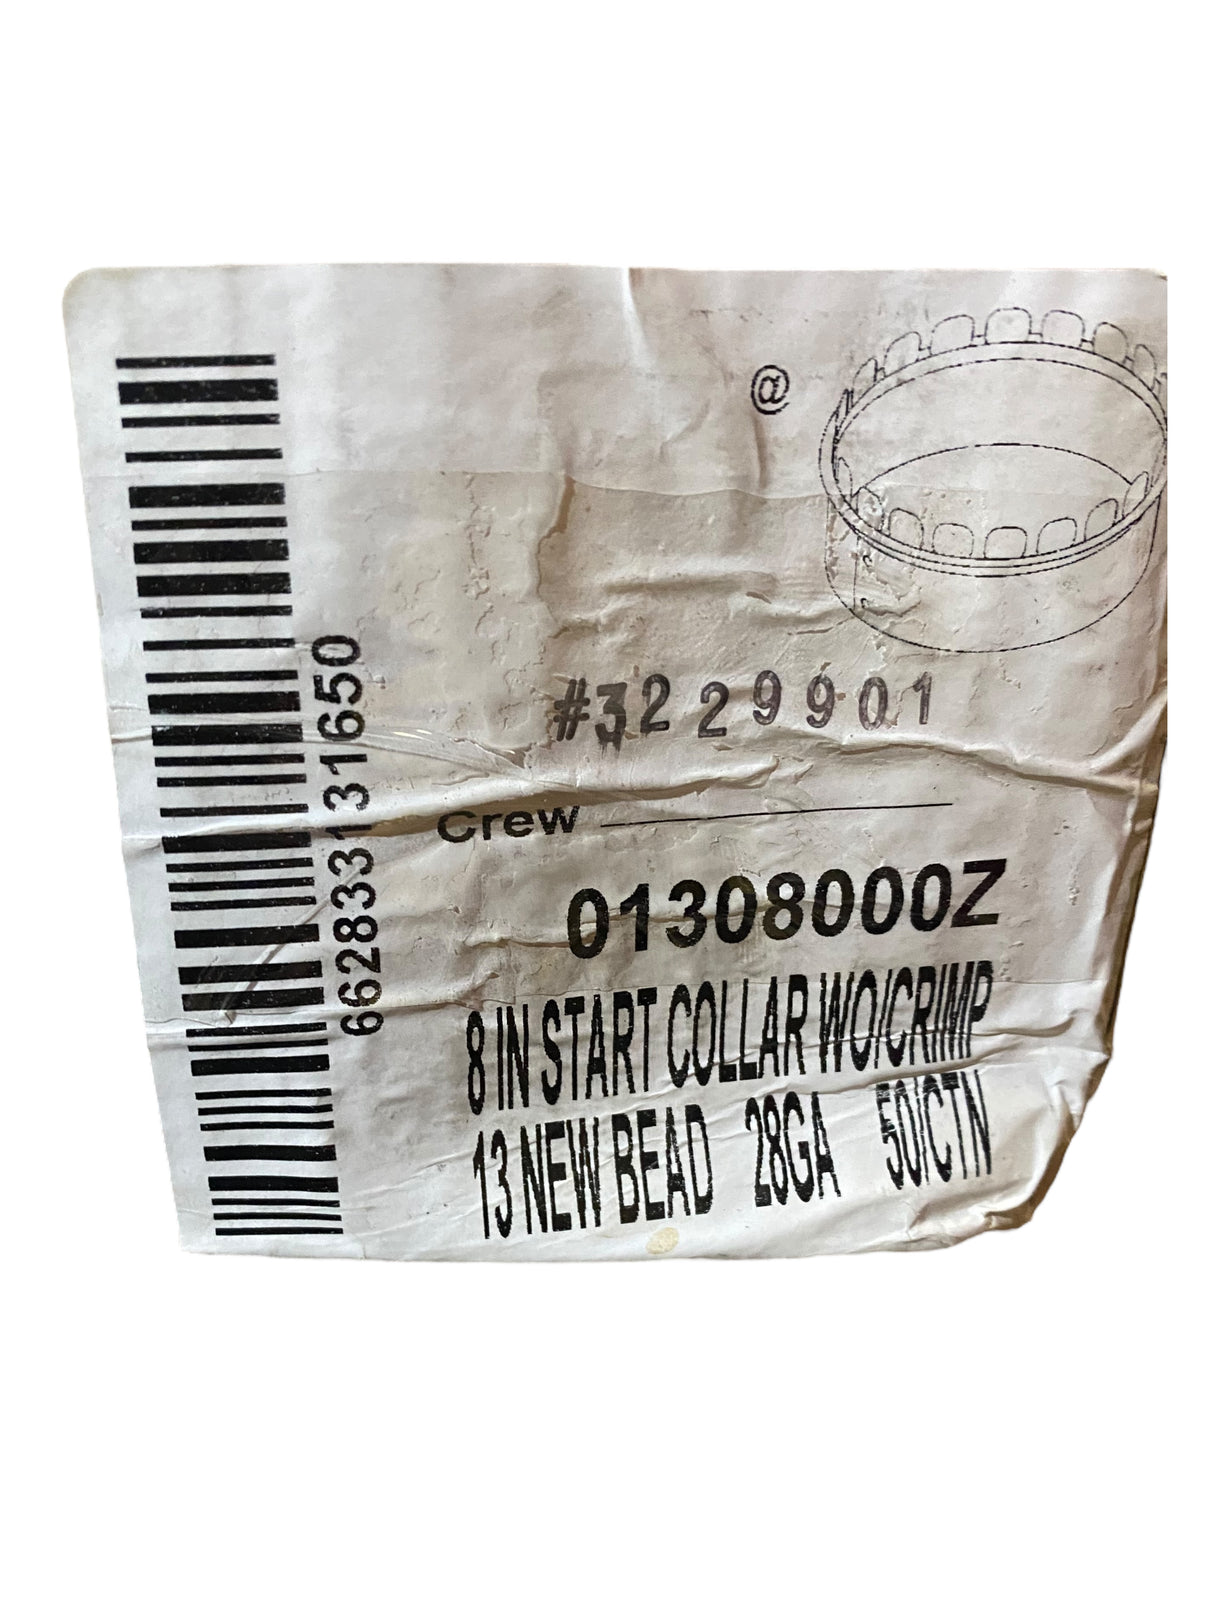 @
#3229901
Crew
01308000Z
8 IN START COLLAR WO/CRIMP
13 NEW BEAD 28GA 50/CTN
662833131650